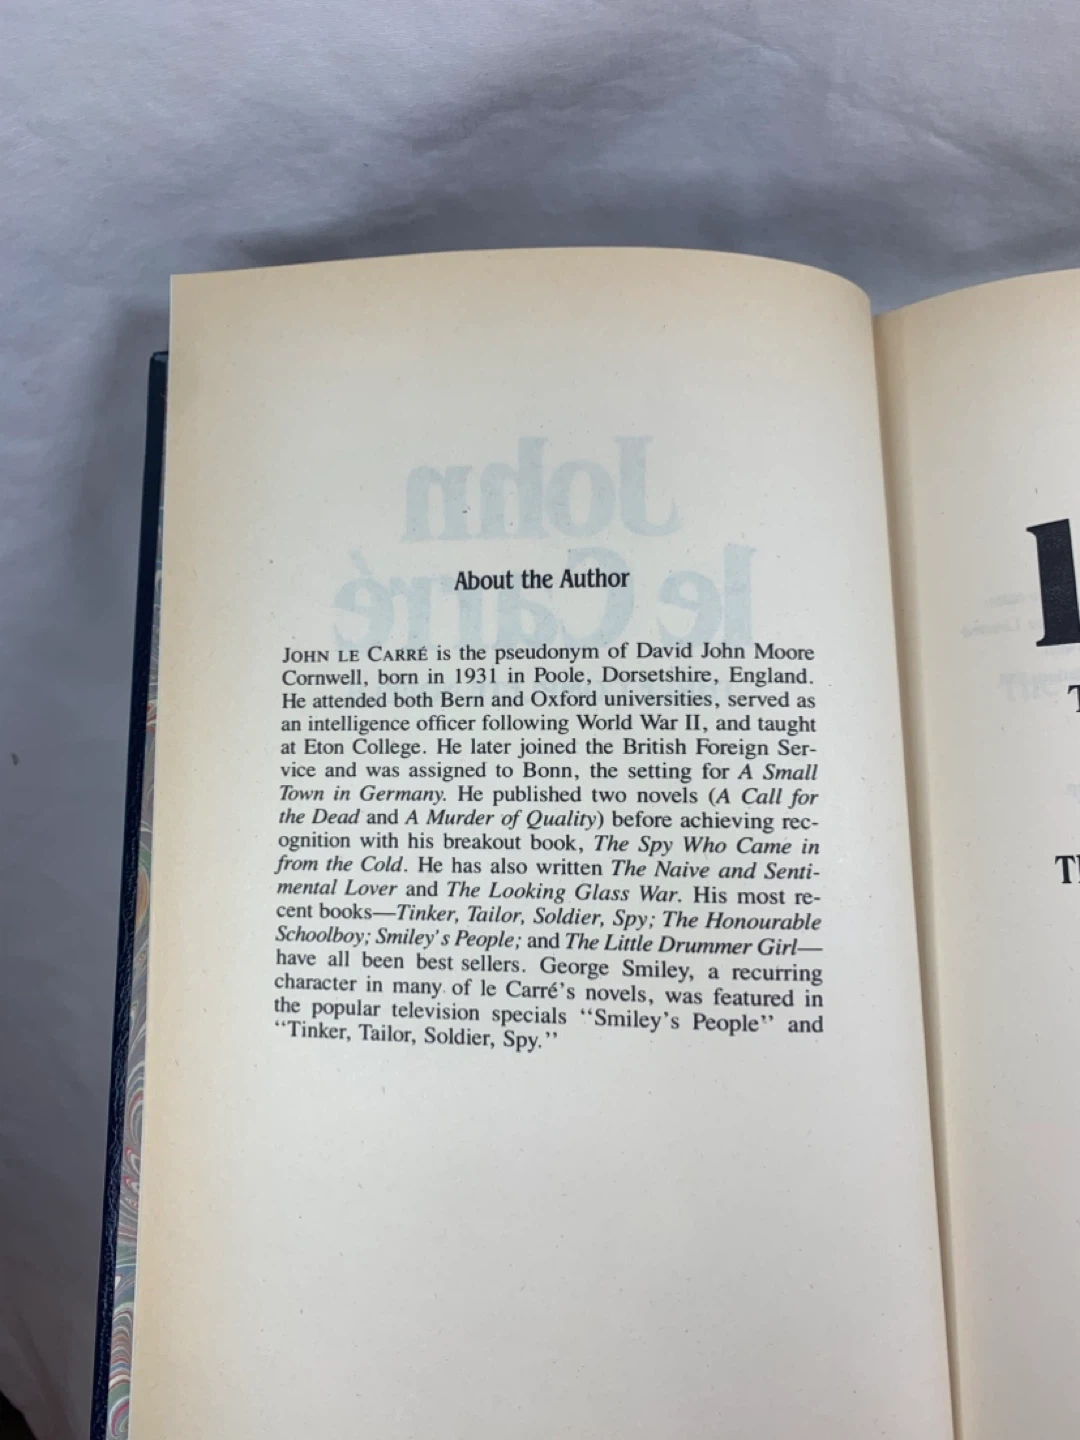 About the Author
JOHN LE CARRÉ is the pseudonym of David John Moore
Cornwell, born in 1931 in Poole, Dorsetshire, England.
He attended both Bern and Oxford universities, served as
an intelligence officer following World War II, and taught
at Eton College. He later joined the British Foreign Ser-
vice and was assigned to Bonn, the setting for A Small
Town in Germany. He published two novels (A Call for
the Dead and A Murder of Quality) before achieving rec-
ognition with his breakout book, The Spy Who Came in
from the Cold. He has also written The Naive and Senti-
mental Lover and The Looking Glass War. His most re-
cent books—Tinker, Tailor, Soldier, Spy; The Honourable
Schoolboy; Smiley's People; and The Little Drummer Girl—
have all been best sellers. George Smiley, a recurring
character in many of le Carré's novels, was featured in
the popular television specials “Smiley's People” and
“Tinker, Tailor, Soldier, Spy.”
John
le Carré
l
T
Th